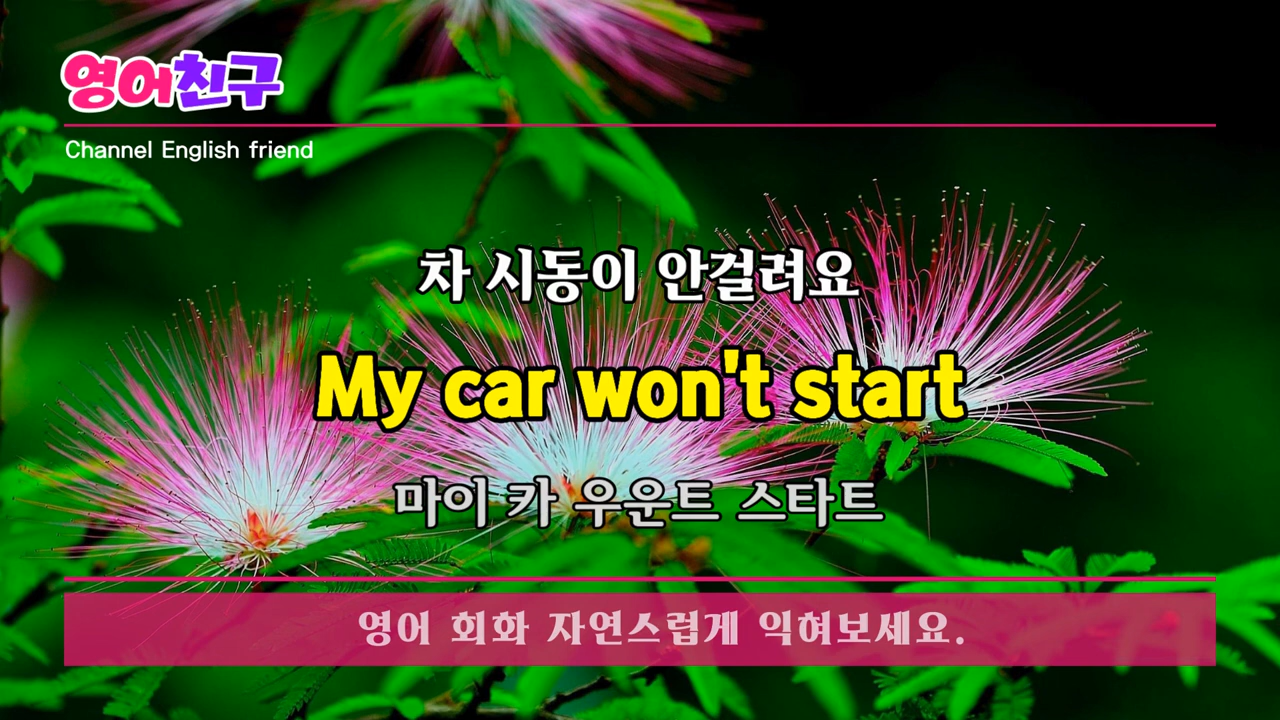 영어친구
Channel English friend
차 시동이 안걸려요
My car won't start
마이 카 우운트 스타트
영어 회화 자연스럽게 익혀보세요.